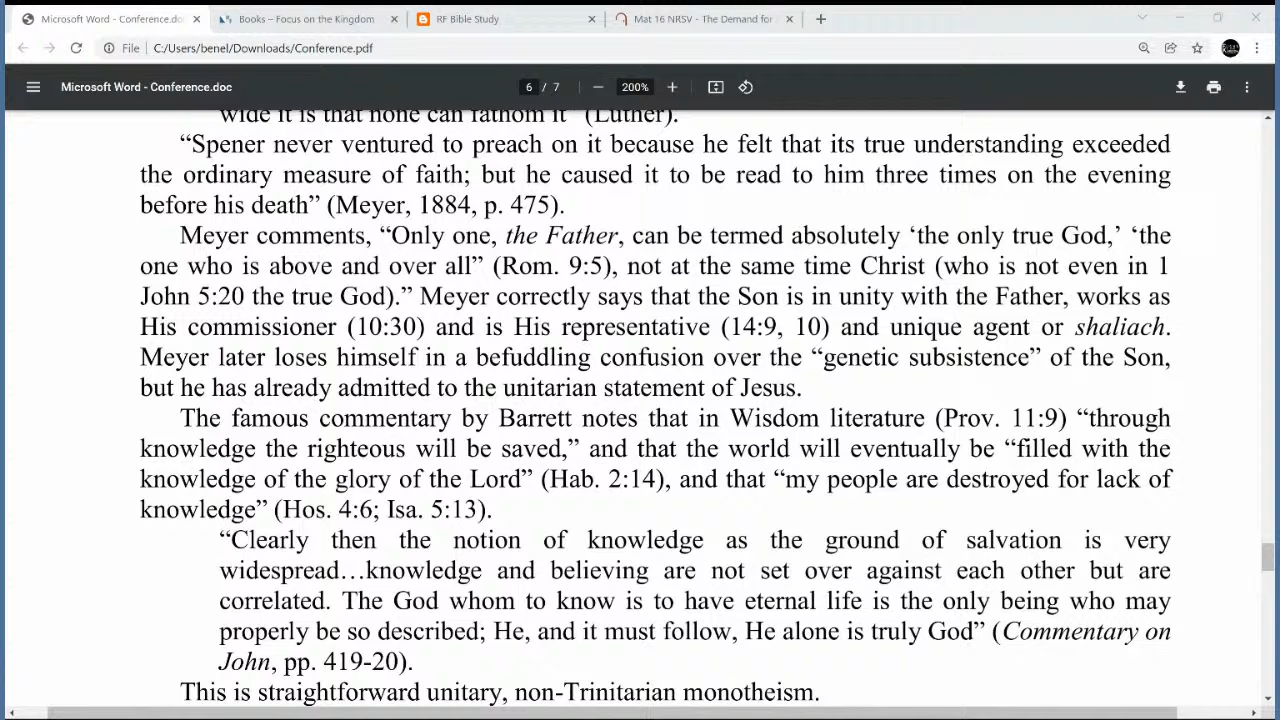 Microsoft Word - Conference.do
Books – Focus on the Kingdom
RF Bible Study
Mat 16 NRSV - The Demand for
File
C:/Users/benel/Downloads/Conference.pdf
Microsoft Word - Conference.doc
6 / 7
200%
wide it is that none can fathom it” (Luther).
“Spener never ventured to preach on it because he felt that its true understanding exceeded
the ordinary measure of faith; but he caused it to be read to him three times on the evening
before his death” (Meyer, 1884, p. 475).
Meyer comments, “Only one, the Father, can be termed absolutely ‘the only true God,’ ‘the
one who is above and over all” (Rom. 9:5), not at the same time Christ (who is not even in 1
John 5:20 the true God).” Meyer correctly says that the Son is in unity with the Father, works as
His commissioner (10:30) and is His representative (14:9, 10) and unique agent or shaliach.
Meyer later loses himself in a befuddling confusion over the “genetic subsistence” of the Son,
but he has already admitted to the unitarian statement of Jesus.
The famous commentary by Barrett notes that in Wisdom literature (Prov. 11:9) “through
knowledge the righteous will be saved,” and that the world will eventually be “filled with the
knowledge of the glory of the Lord” (Hab. 2:14), and that “my people are destroyed for lack of
knowledge” (Hos. 4:6; Isa. 5:13).
“Clearly then the notion of knowledge as the ground of salvation is very
widespread…knowledge and believing are not set over against each other but are
correlated. The God whom to know is to have eternal life is the only being who may
properly be so described; He, and it must follow, He alone is truly God” (Commentary on
John, pp. 419-20).
This is straightforward unitary, non-Trinitarian monotheism.